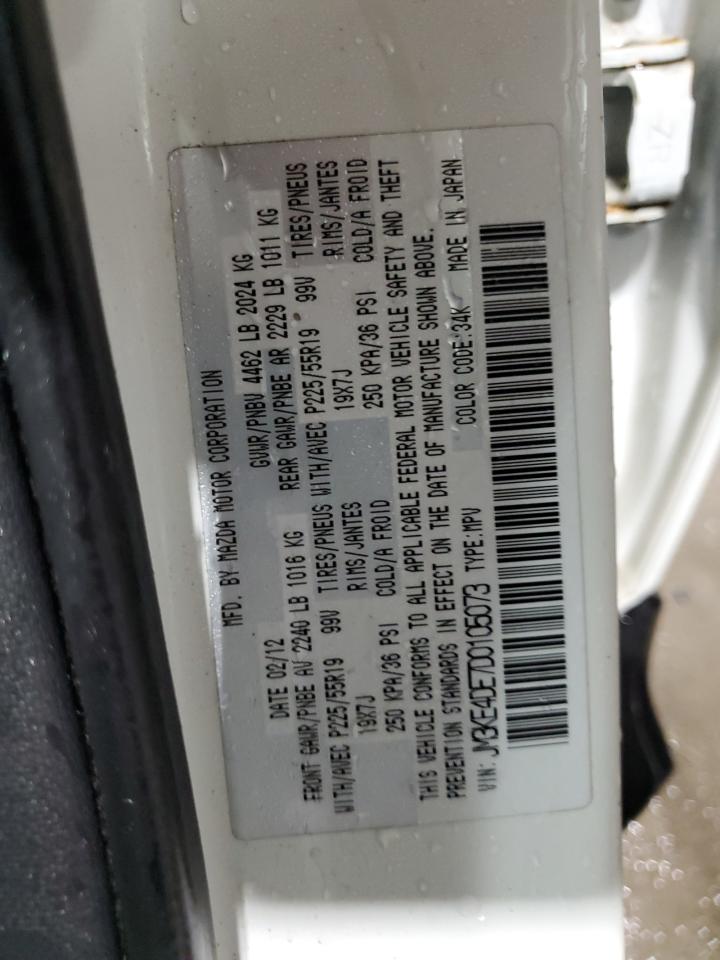 MFD. BY MAZDA MOTOR CORPORATION
DATE 02/12 GVWR/PNBV 4462 LB 2024 KG
FRONT GAWR/PNBE AV 2240 LB 1016 KG REAR GAWR/PNBE AR 2229 LB 1011 KG
WITH/AVEC P225/55R19 99V TIRES/PNEUS WITH/AVEC P225/55R19 99V TIRES/PNEUS
19X7J RIMS/JANTES 19X7J RIMS/JANTES
250 KPA/36 PSI COLD/A FROID 250 KPA/36 PSI COLD/A FROID
THIS VEHICLE CONFORMS TO ALL APPLICABLE FEDERAL MOTOR VEHICLE SAFETY AND THEFT
PREVENTION STANDARDS IN EFFECT ON THE DATE OF MANUFACTURE SHOWN ABOVE.
VIN: JM3KE4DE7D0105073 TYPE:MPV COLOR CODE:34K MADE IN JAPAN